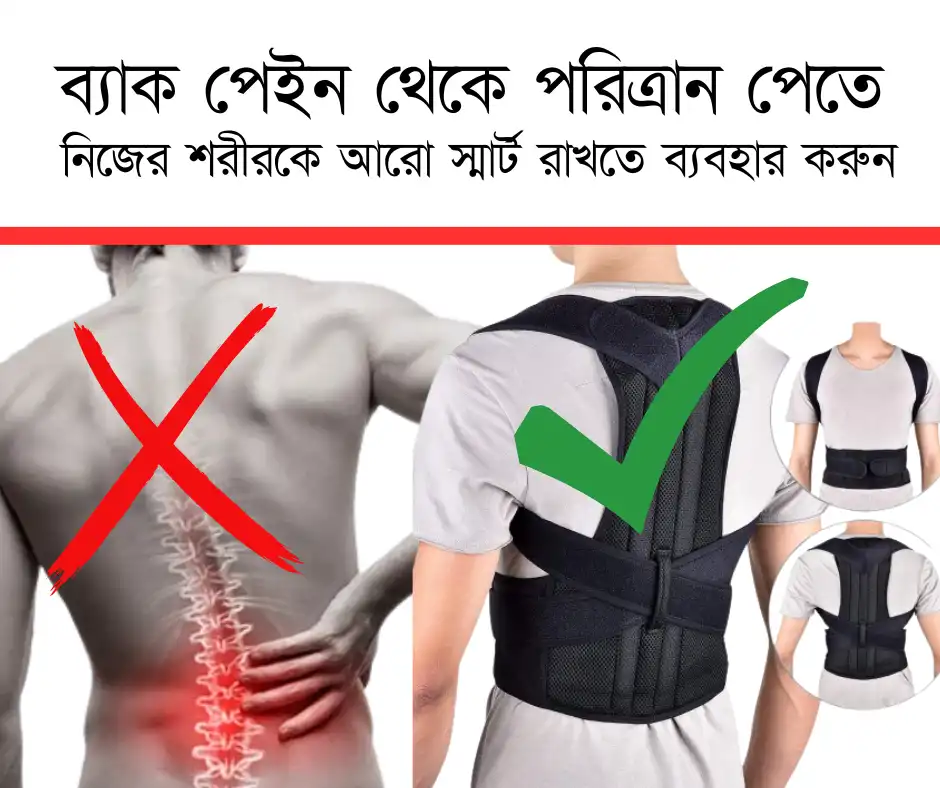 ব্যাক পেইন থেকে পরিত্রান পেতে
নিজের শরীরকে আরো স্মার্ট রাখতে ব্যবহার করুন